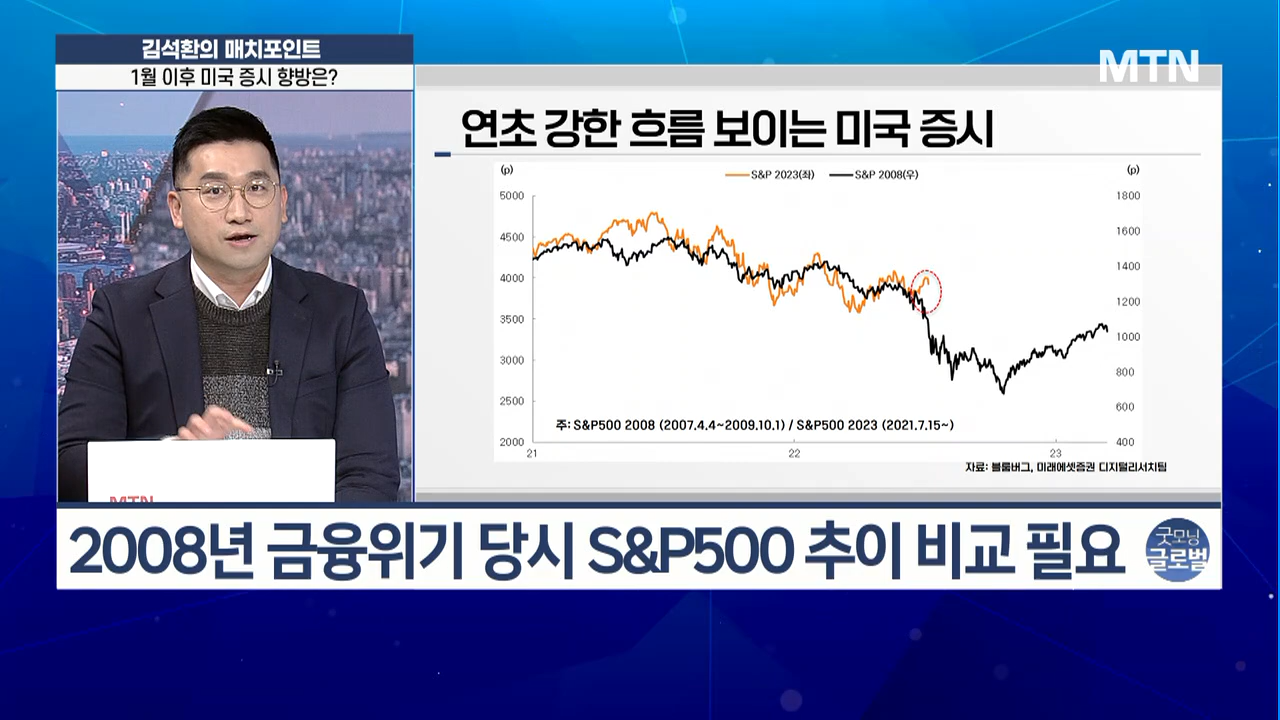 김석환의 매치포인트
1월 이후 미국 증시 향방은?
MTN
연초 강한 흐름 보이는 미국 증시
(p)
S&P 2023(좌)
S&P 2008(우)
(p)
5000
4500
4000
3500
3000
2500
2000
1800
1600
1400
1200
1000
800
600
400
주: S&P500 2008 (2007.4.4~2009.10.1) / S&P500 2023 (2021.7.15~)
21
22
23
자료: 블룸버그, 미래에셋증권 디지털리서치팀
MTN
2008년 금융위기 당시 S&P500 추이 비교 필요
굿모닝
글로벌